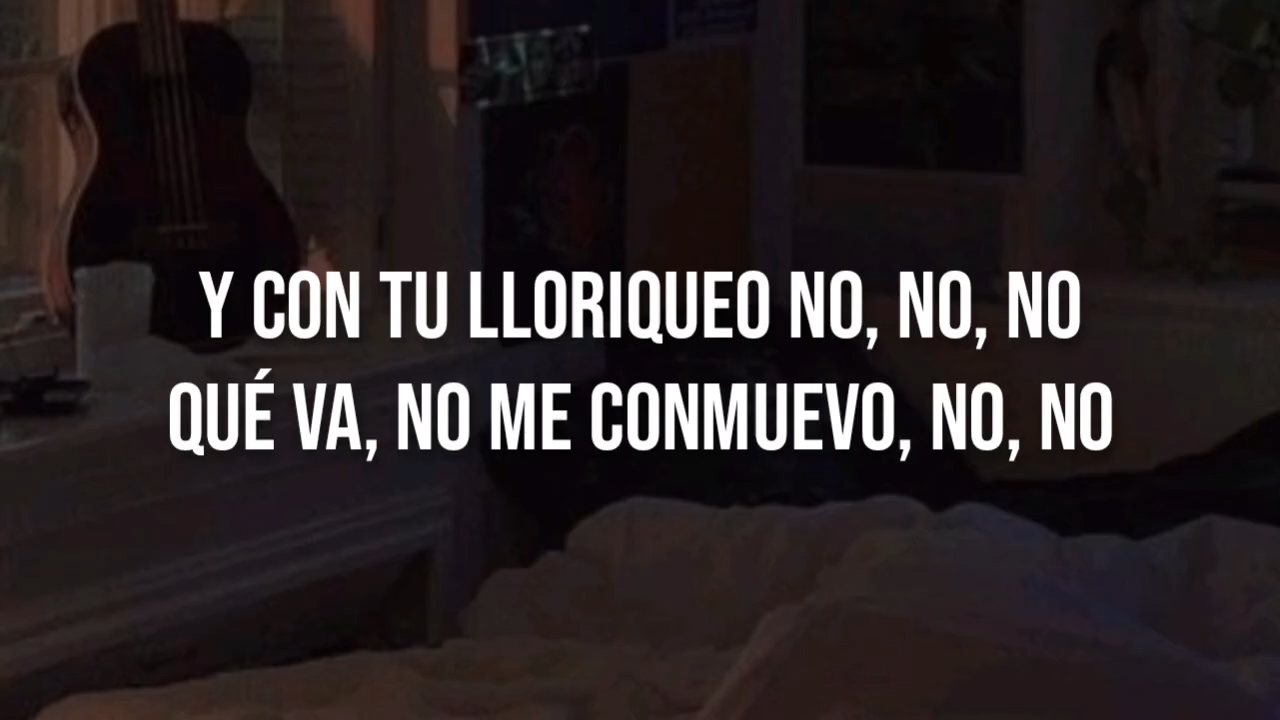 Y CON TU LLORIQUEO NO, NO, NO
QUÉ VA, NO ME CONMUEVO, NO, NO